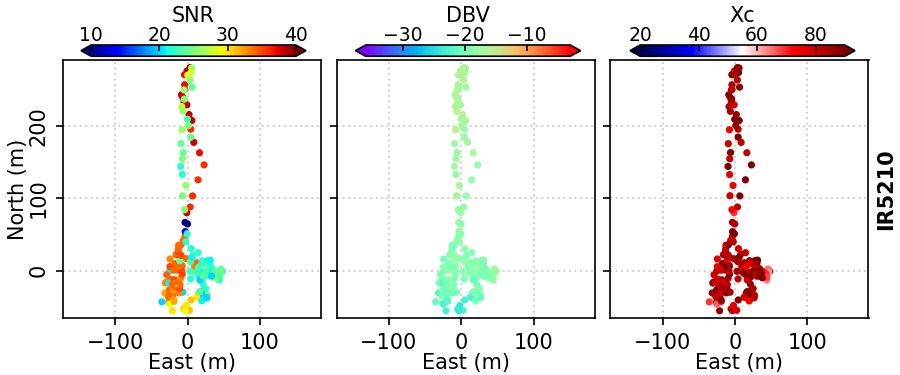 SNR DBV Xc
10 20 30 40 −30 −20 −10 20 40 60 80
North (m)
200
100
0
IR5210
−100 0 100 −100 0 100 −100 0 100
East (m) East (m) East (m)